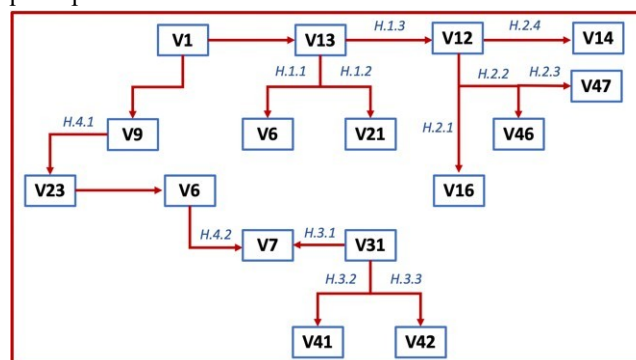 V1 V13 H.1.3 V12 H.2.4 V14
H.1.1 H.1.2 H.2.2 H.2.3 V47
H.4.1 V9 V6 V21 H.2.1 V46
V23 V6 V16
H.4.2 V7 H.3.1 V31
H.3.2 H.3.3
V41 V42